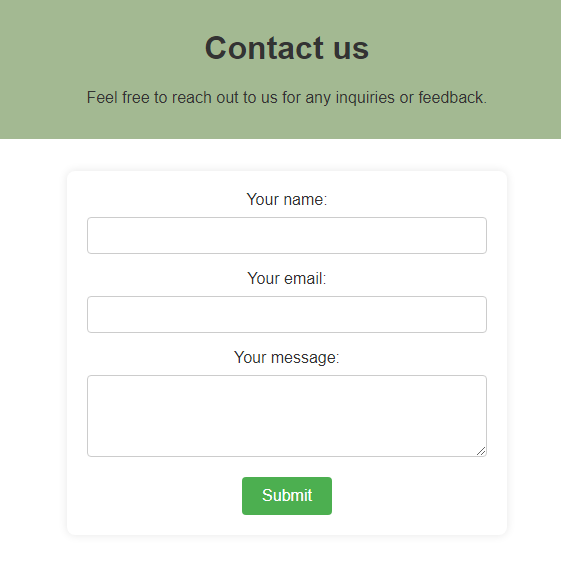 Contact us
Feel free to reach out to us for any inquiries or feedback.
Your name:
Your email:
Your message:
Submit